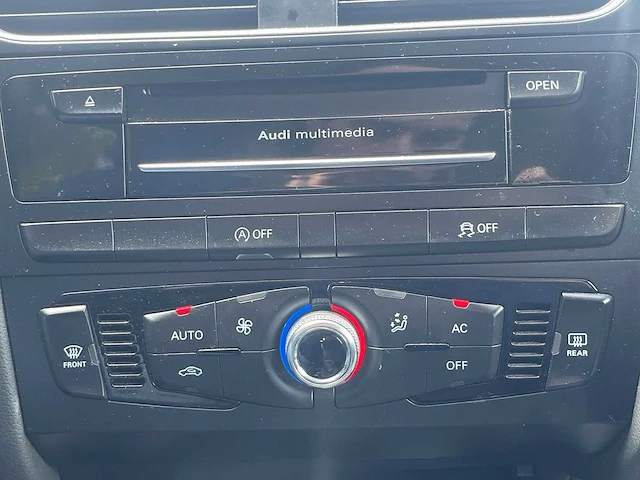 OPEN
Audi multimedia
A OFF
OFF
AUTO
AC
OFF
FRONT
REAR